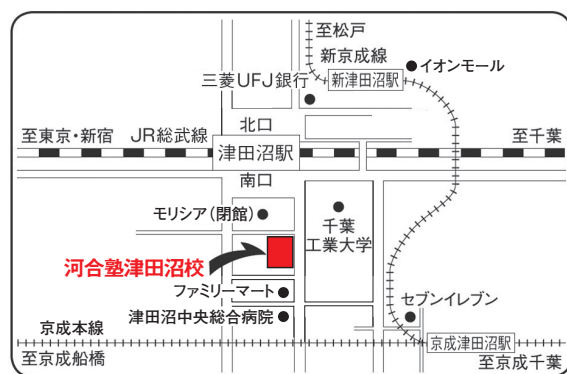 至松戸
新京成線
イオンモール
三菱UFJ銀行
新津田沼駅
北口
至東京・新宿 JR総武線
至千葉
津田沼駅
南口
モリシア(閉館)
千葉
工業大学
河合塾津田沼校
ファミリーマート
セブンイレブン
津田沼中央総合病院
京成本線
京成津田沼駅
至京成船橋
至京成千葉